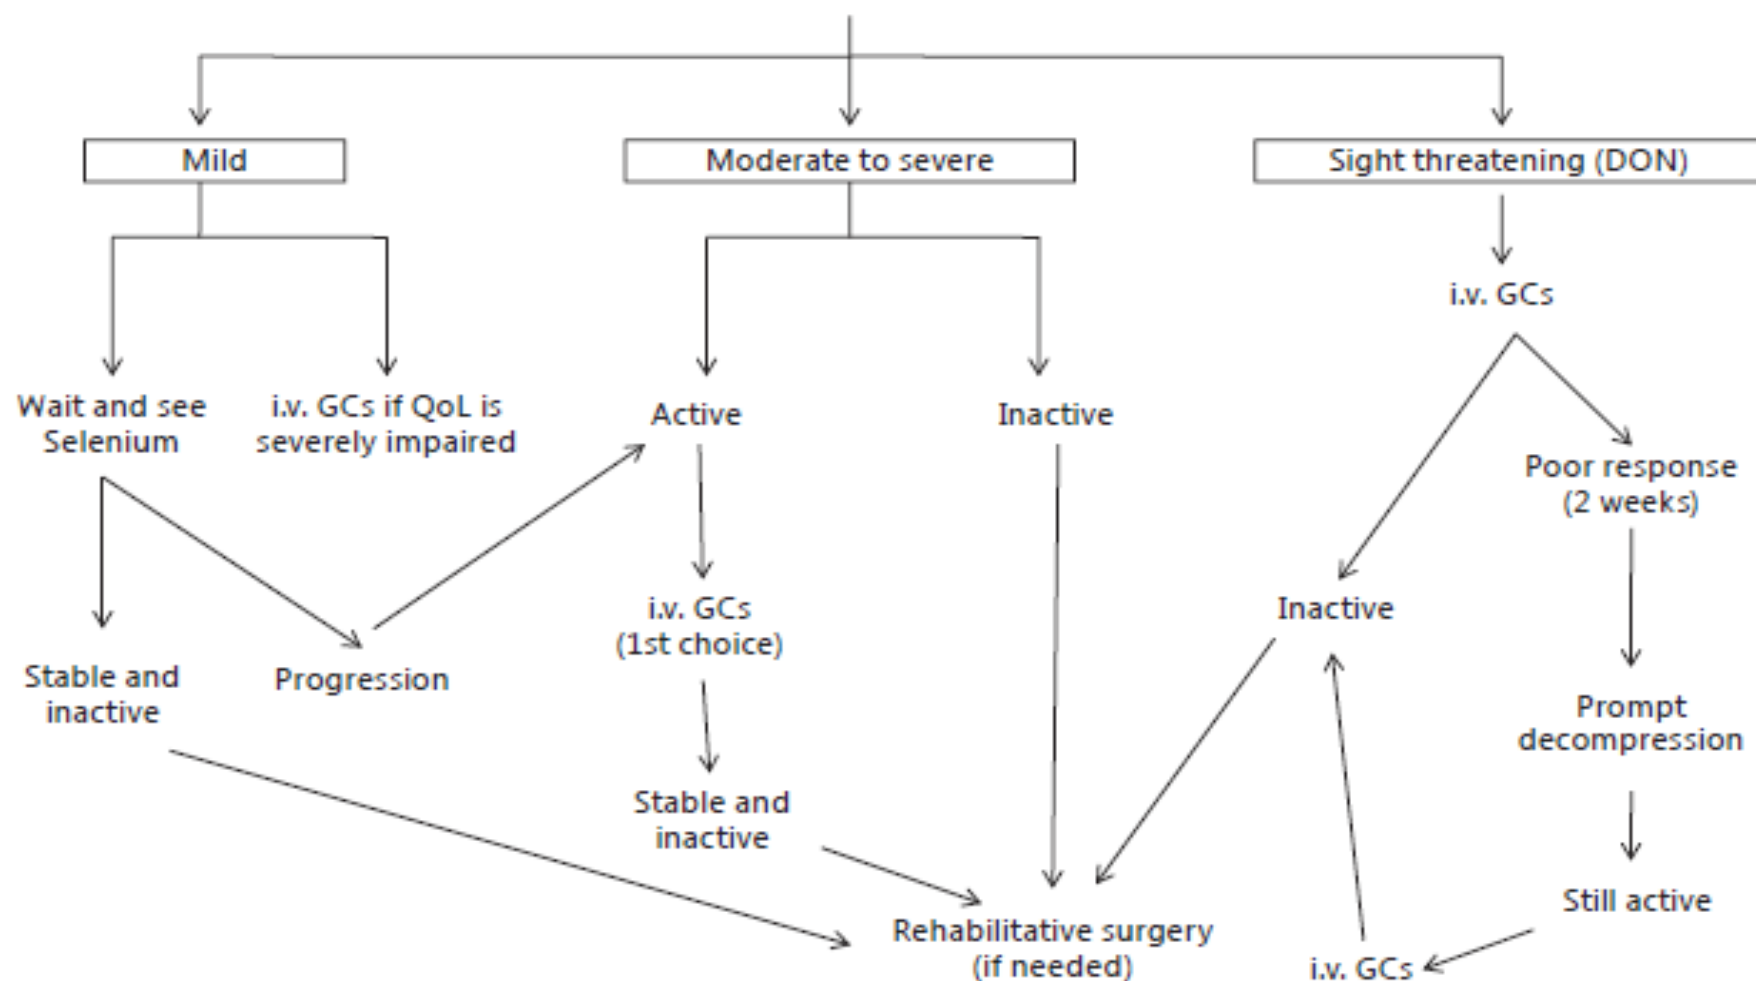 Mild
Moderate to severe
Sight threatening (DON)
i.v. GCs
Wait and see
Selenium
i.v. GCs if QoL is
severely impaired
Active
Inactive
Poor response
(2 weeks)
i.v. GCs
(1st choice)
Inactive
Stable and
inactive
Progression
Prompt
decompression
Stable and
inactive
Still active
Rehabilitative surgery
(if needed)
i.v. GCs